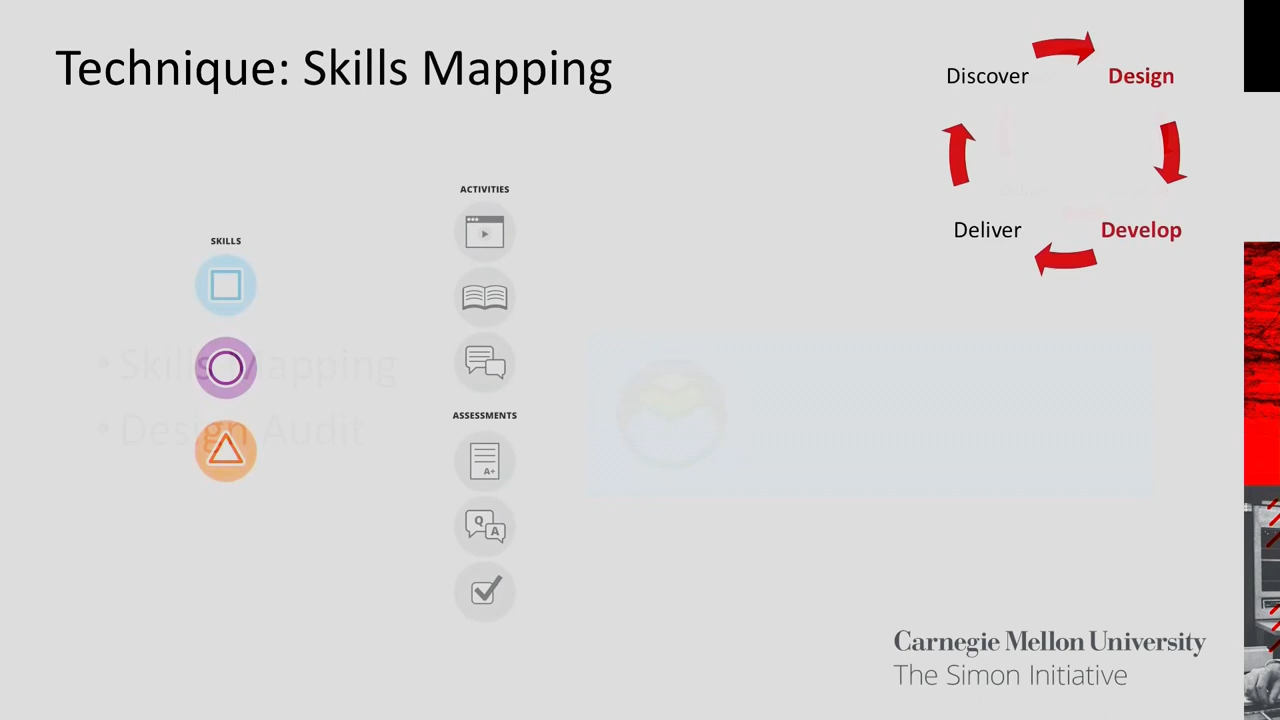 Technique: Skills Mapping
Discover
Design
Deliver
Develop
SKILLS
ACTIVITIES
ASSESSMENTS
A+
Q
A
• Skills Mapping
• Design Audit
Carnegie Mellon University
The Simon Initiative